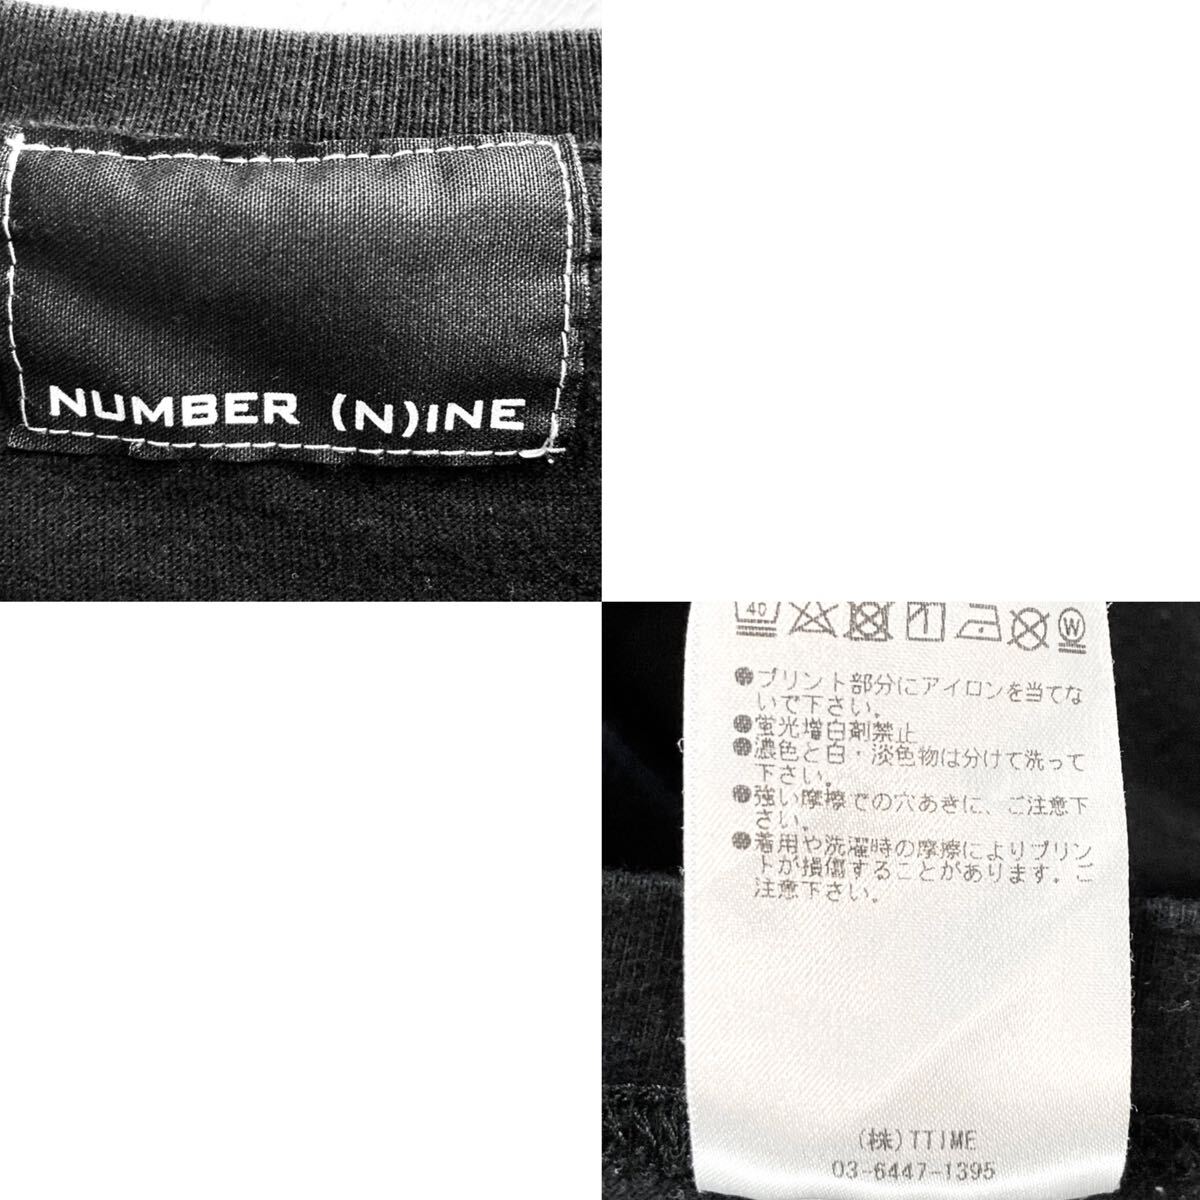 NUMBER (N)INE
40
W
●プリント部分にアイロンを当てな
いで下さい。
●蛍光増白剤禁止
●濃色と白・淡色物は分けて洗って
下さい。
●強い摩擦での穴あきに、ご注意下
さい。
●着用や洗濯時の摩擦によりプリン
トが損傷することがあります。ご
注意下さい。
(株)TTIME
03-6447-1395